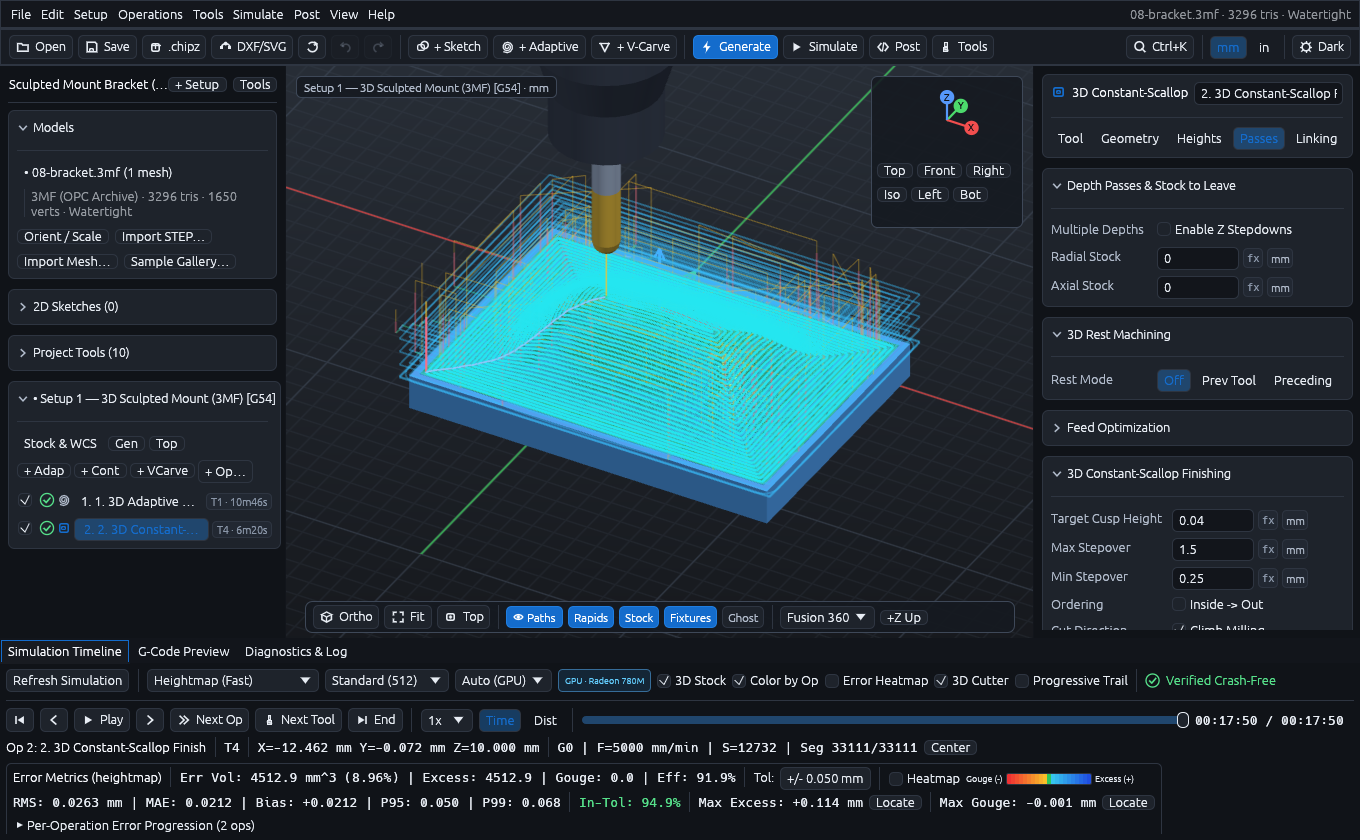 File Edit Setup Operations Tools Simulate Post View Help
08-bracket.3mf · 3296 tris · Watertight
Open Save .chipz DXF/SVG + Sketch + Adaptive + V-Carve Generate Simulate Post Tools Ctrl+K mm in Dark
Sculpted Mount Bracket (... + Setup Tools
Models
• 08-bracket.3mf (1 mesh)
3MF (OPC Archive) · 3296 tris · 1650
verts · Watertight
Orient / Scale Import STEP...
Import Mesh... Sample Gallery...
2D Sketches (0)
Project Tools (10)
• Setup 1 — 3D Sculpted Mount (3MF) [G54]
Stock & WCS Gen Top
+ Adap + Cont + VCarve + Op...
1. 1. 3D Adaptive ... T1 · 10m46s
2. 2. 3D Constant-... T4 · 6m20s
Setup 1 — 3D Sculpted Mount (3MF) [G54] · mm
Z
Y
X
Top Front Right
Iso Left Bot
Ortho Fit Top Paths Rapids Stock Fixtures Ghost Fusion 360 +Z Up
3D Constant-Scallop 2. 3D Constant-Scallop F
Tool Geometry Heights Passes Linking
Depth Passes & Stock to Leave
Multiple Depths Enable Z Stepdowns
Radial Stock 0 fx mm
Axial Stock 0 fx mm
3D Rest Machining
Rest Mode Off Prev Tool Preceding
Feed Optimization
3D Constant-Scallop Finishing
Target Cusp Height 0.04 fx mm
Max Stepover 1.5 fx mm
Min Stepover 0.25 fx mm
Ordering Inside -> Out
Cut Direction Climb Milling
Simulation Timeline G-Code Preview Diagnostics & Log
Refresh Simulation Heightmap (Fast) Standard (512) Auto (GPU) GPU · Radeon 780M 3D Stock Color by Op Error Heatmap 3D Cutter Progressive Trail Verified Crash-Free
Play Next Op Next Tool End 1x Time Dist 00:17:50 / 00:17:50
Op 2: 2. 3D Constant-Scallop Finish T4 X=-12.462 mm Y=-0.072 mm Z=10.000 mm G0 | F=5000 mm/min | S=12732 | Seg 33111/33111 Center
Error Metrics (heightmap) Err Vol: 4512.9 mm^3 (8.96%) | Excess: 4512.9 | Gouge: 0.0 | Eff: 91.9% Tol: +/- 0.050 mm Heatmap Gouge (-) Excess (+)
RMS: 0.0263 mm | MAE: 0.0212 | Bias: +0.0212 | P95: 0.050 | P99: 0.068 In-Tol: 94.9% Max Excess: +0.114 mm Locate Max Gouge: -0.001 mm Locate
Per-Operation Error Progression (2 ops)